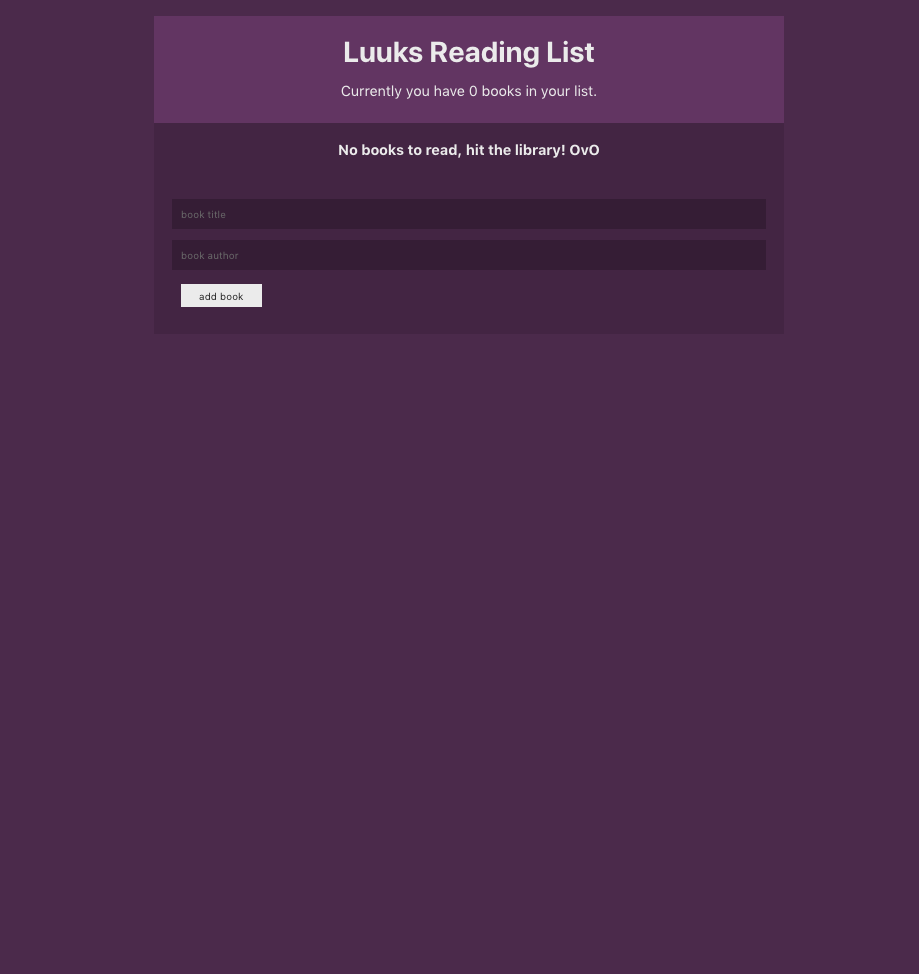 Luuks Reading List
Currently you have 0 books in your list.
No books to read, hit the library! OvO
book title
book author
add book